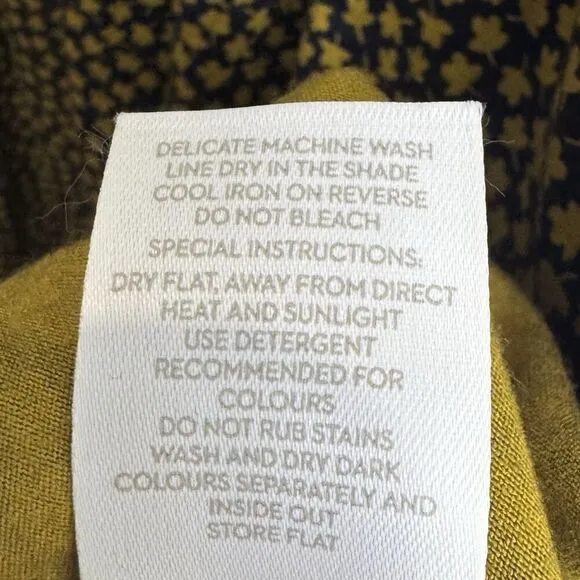 DELICATE MACHINE WASH
LINE DRY IN THE SHADE
COOL IRON ON REVERSE
DO NOT BLEACH
SPECIAL INSTRUCTIONS:
DRY FLAT, AWAY FROM DIRECT
HEAT AND SUNLIGHT
USE DETERGENT
RECOMMENDED FOR
COLOURS
DO NOT RUB STAINS
WASH AND DRY DARK
COLOURS SEPARATELY AND
INSIDE OUT
STORE FLAT